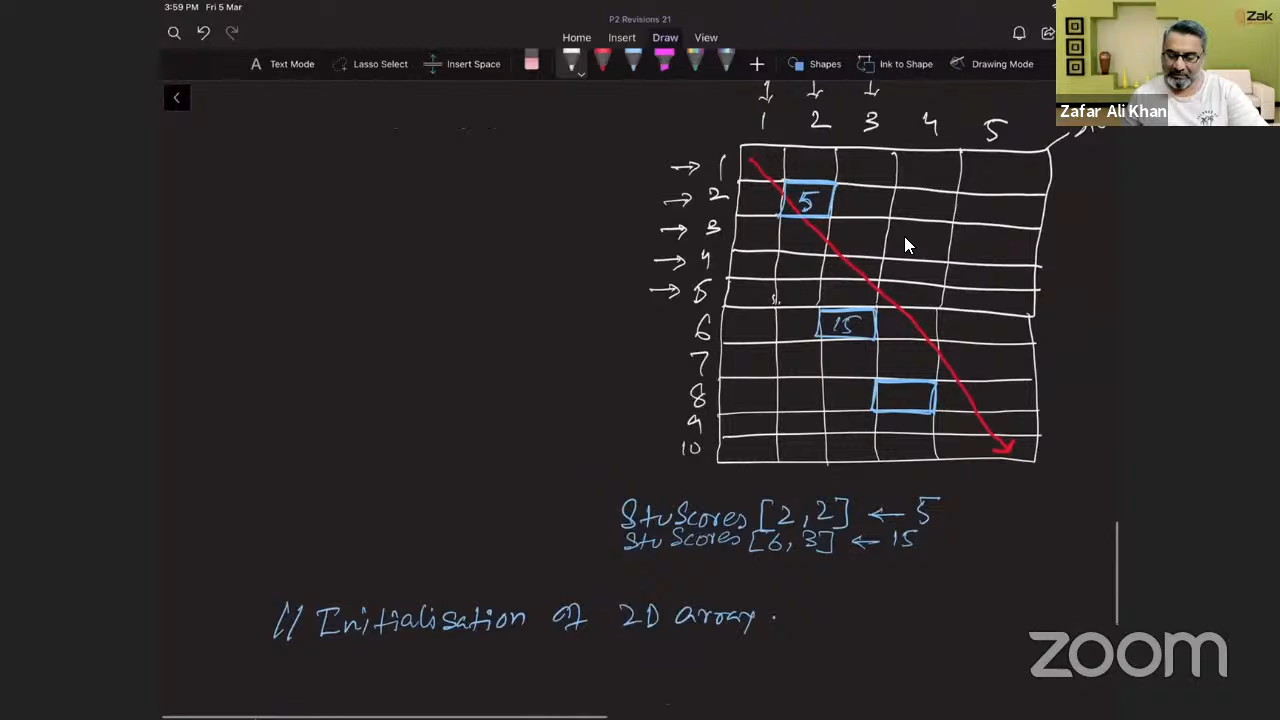 3:59 PM Fri 5 Mar
P2 Revisions 21
Home Insert Draw View
Text Mode Lasso Select Insert Space Shapes Ink to Shape Drawing Mode
Zak
Zafar Ali Khan
1 2 3 4 5
1
2 5
3
4
5
6 15
7
8
9
10
StuScores [2,2] ← 5
StuScores [6,3] ← 15
// Initialisation of 2D array.
zoom